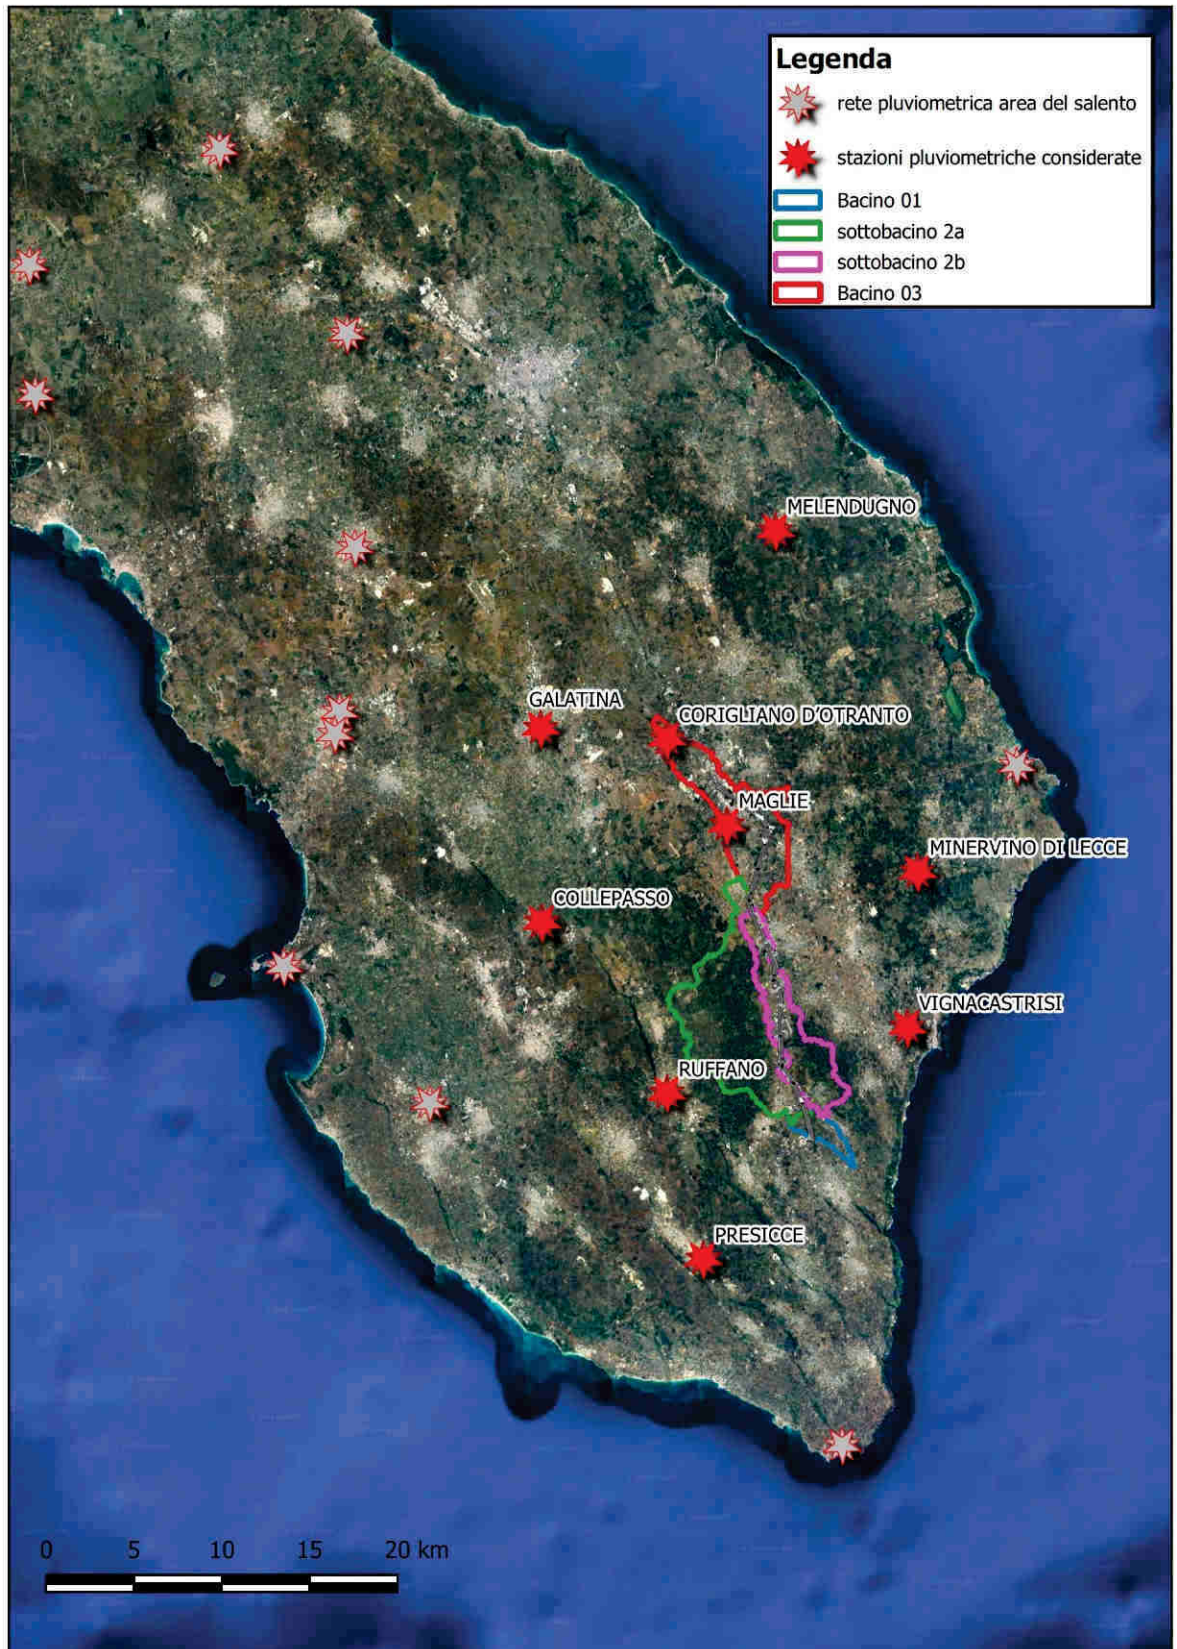 Legenda
rete pluviometrica area del salento
stazioni pluviometriche considerate
Bacino 01
sottobacino 2a
sottobacino 2b
Bacino 03
MELENDUGNO
GALATINA
CORIGLIANO D'OTRANTO
MAGLIE
MINERVINO DI LECCE
COLLEPASSO
VIGNACASTRISI
RUFFANO
PRESICCE
0 5 10 15 20 km